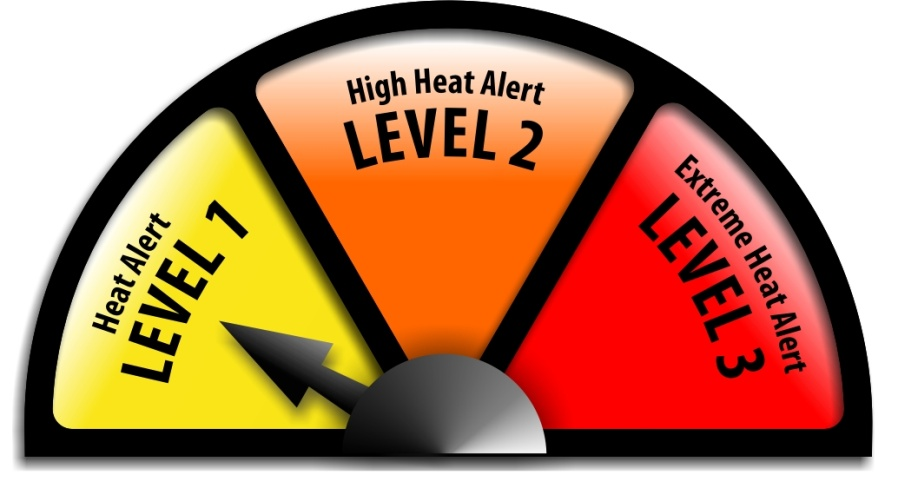 Heat Alert
LEVEL 1
High Heat Alert
LEVEL 2
Extreme Heat Alert
LEVEL 3